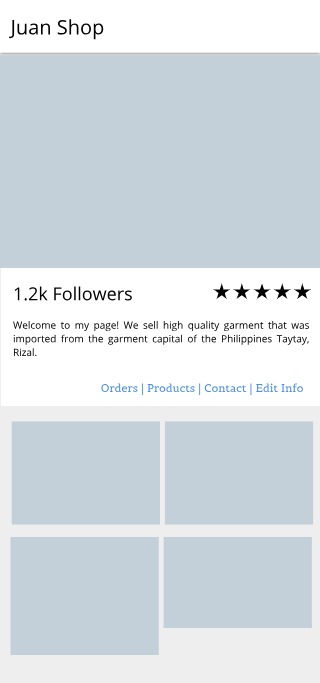 Juan Shop
1.2k Followers ★★★★★
Welcome to my page! We sell high quality garment that was
imported from the garment capital of the Philippines Taytay,
Rizal.
Orders | Products | Contact | Edit Info